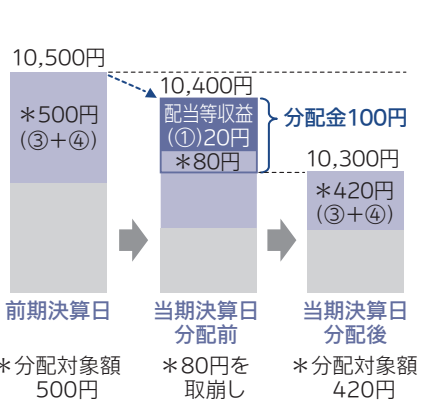 10,500円
＊500円
(③＋④)
10,400円
配当等収益
(①)20円
＊80円
分配金100円
10,300円
＊420円
(③＋④)
前期決算日
当期決算日
分配前
当期決算日
分配後
＊分配対象額
500円
＊80円を
取崩し
＊分配対象額
420円